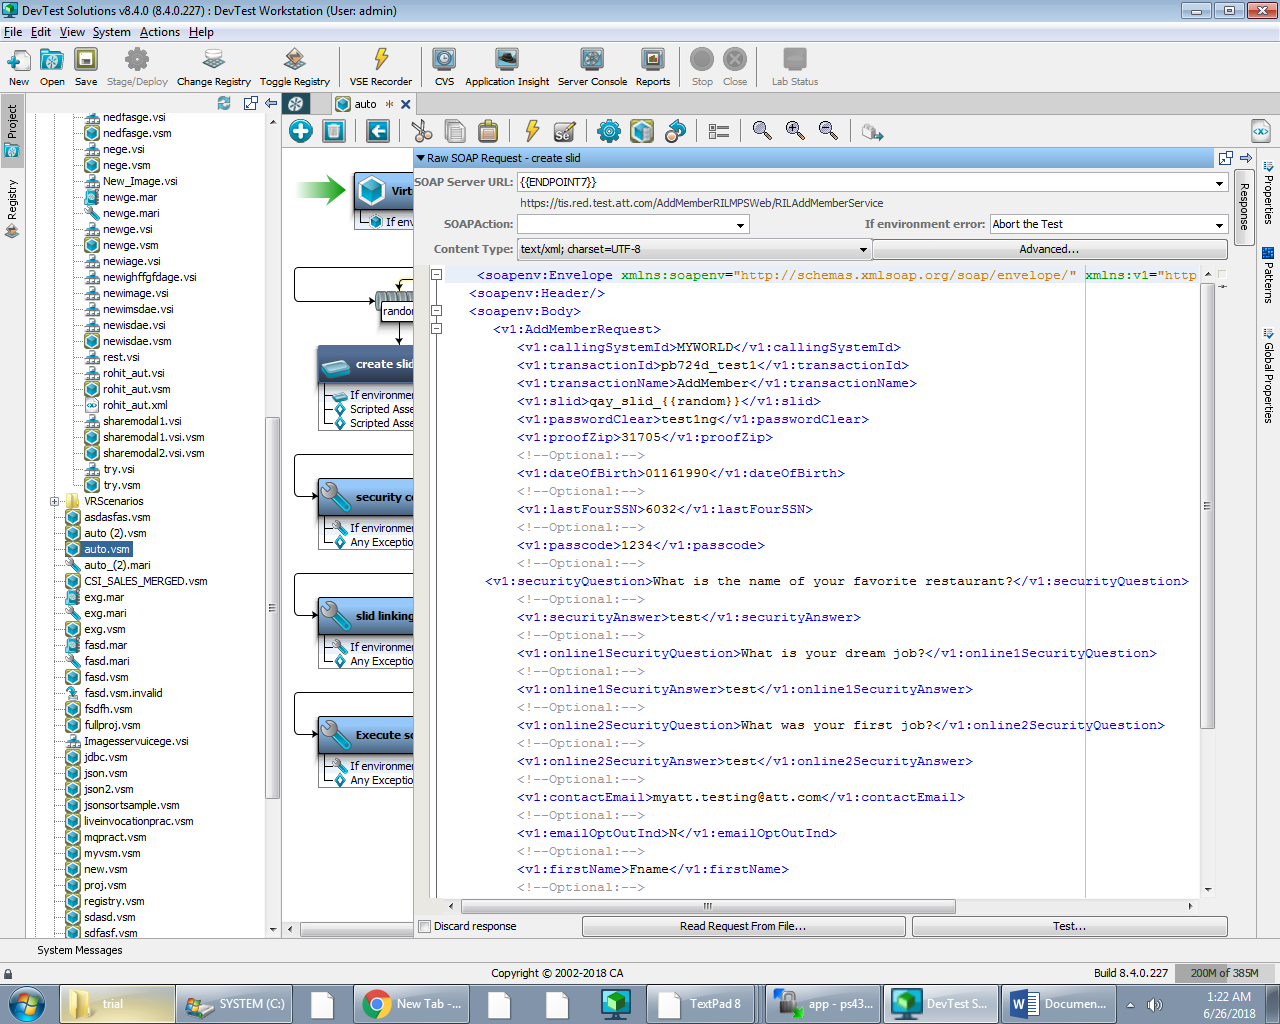 DevTest Solutions v8.4.0 (8.4.0.227) : DevTest Workstation (User: admin)
File Edit View System Actions Help
New Open Save Stage/Deploy Change Registry Toggle Registry VSE Recorder CVS Application Insight Server Console Reports Stop Close Lab Status
Project
Registry
nedfasge.vsi
nedfasge.vsm
nege.vsi
nege.vsm
New_Image.vsi
newge.mar
newge.mari
newge.vsi
newge.vsm
newiage.vsi
newighffgfdage.vsi
newimage.vsi
newimsdae.vsi
newisdae.vsi
newisdae.vsm
rest.vsi
rohit_aut.vsi
rohit_aut.vsm
rohit_aut.xml
sharemodal1.vsi
sharemodal1.vsi.vsm
sharemodal2.vsi.vsm
try.vsi
try.vsm
VRScenarios
asdasfas.vsm
auto (2).vsm
auto.vsm
auto_(2).mari
CSI_SALES_MERGED.vsm
exg.mar
exg.mari
exg.vsm
fasd.mar
fasd.mari
fasd.vsm
fasd.vsm.invalid
fsdfh.vsm
fullproj.vsm
Imagesservuicege.vsi
jdbc.vsm
json.vsm
json2.vsm
jsonsortsample.vsm
liveinvocationprac.vsm
mqpract.vsm
myvsm.vsm
new.vsm
proj.vsm
registry.vsm
sdasd.vsm
sdfasf.vsm
auto
Virt
If envi
random
create slid
If environme
Scripted Asse
Scripted Asse
security co
If environme
Any Exceptio
slid linking
If environme
Any Exceptio
Execute sc
If environme
Any Exceptio
Raw SOAP Request - create slid
SOAP Server URL: {{ENDPOINT7}}
https://tis.red.test.att.com/AddMemberRILMPSWeb/RILAddMemberService
SOAPAction: If environment error: Abort the Test
Content Type: text/xml; charset=UTF-8 Advanced...
<soapenv:Envelope xmlns:soapenv="http://schemas.xmlsoap.org/soap/envelope/" xmlns:v1="http
<soapenv:Header/>
<soapenv:Body>
<v1:AddMemberRequest>
<v1:callingSystemId>MYWORLD</v1:callingSystemId>
<v1:transactionId>pb724d_test1</v1:transactionId>
<v1:transactionName>AddMember</v1:transactionName>
<v1:slid>qay_slid_{{random}}</v1:slid>
<v1:passwordClear>test1ng</v1:passwordClear>
<v1:proofZip>31705</v1:proofZip>
<!--Optional:-->
<v1:dateOfBirth>01161990</v1:dateOfBirth>
<!--Optional:-->
<v1:lastFourSSN>6032</v1:lastFourSSN>
<!--Optional:-->
<v1:passcode>1234</v1:passcode>
<!--Optional:-->
<v1:securityQuestion>What is the name of your favorite restaurant?</v1:securityQuestion>
<!--Optional:-->
<v1:securityAnswer>test</v1:securityAnswer>
<!--Optional:-->
<v1:online1SecurityQuestion>What is your dream job?</v1:online1SecurityQuestion>
<!--Optional:-->
<v1:online1SecurityAnswer>test</v1:online1SecurityAnswer>
<!--Optional:-->
<v1:online2SecurityQuestion>What was your first job?</v1:online2SecurityQuestion>
<!--Optional:-->
<v1:online2SecurityAnswer>test</v1:online2SecurityAnswer>
<!--Optional:-->
<v1:contactEmail>myatt.testing@att.com</v1:contactEmail>
<!--Optional:-->
<v1:emailOptOutInd>N</v1:emailOptOutInd>
<!--Optional:-->
<v1:firstName>Fname</v1:firstName>
<!--Optional:-->
Discard response Read Request From File... Test...
Response
Properties
Patterns
Global Properties
System Messages
Copyright © 2002-2018 CA Build 8.4.0.227 200M of 385M
trial SYSTEM (C:) New Tab -... TextPad 8 app - ps43... DevTest S... Documen...
1:22 AM
6/26/2018